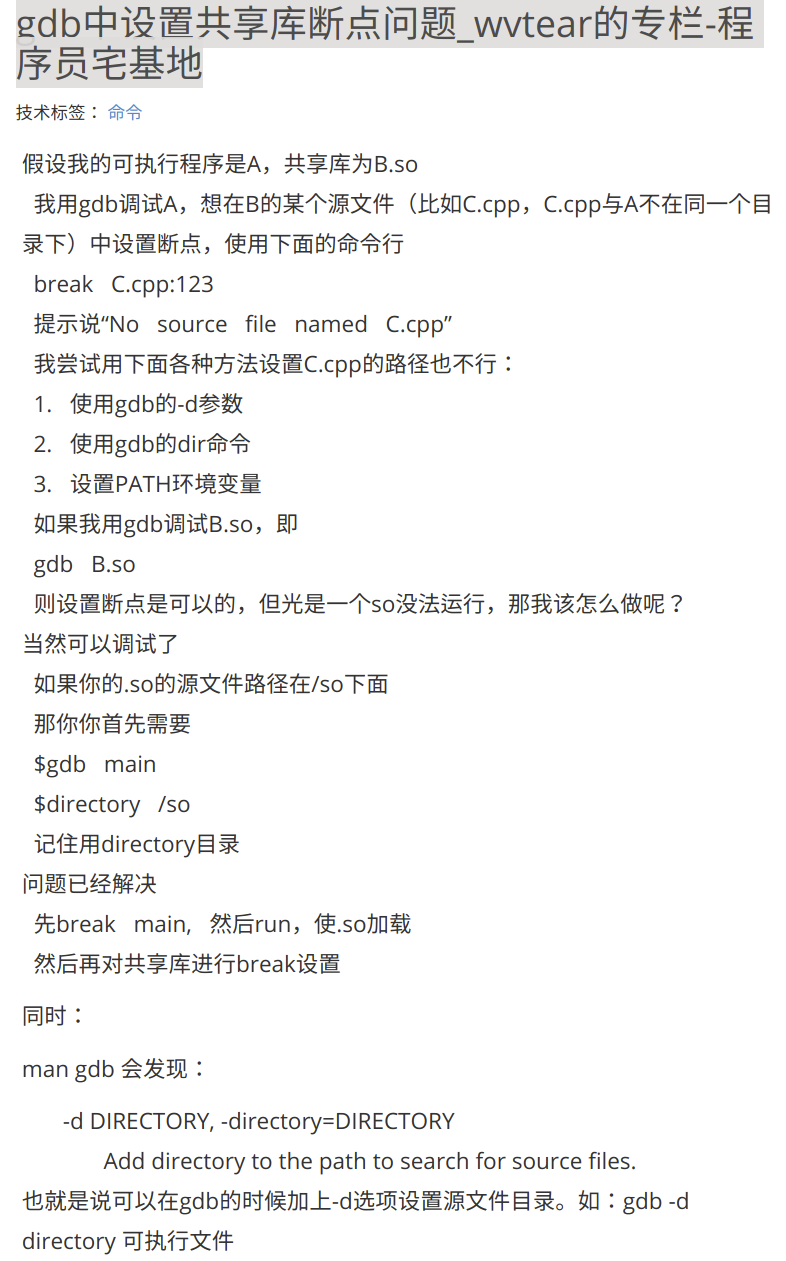 gdb中设置共享库断点问题_wvtear的专栏-程
序员宅基地
技术标签： 命令
假设我的可执行程序是A，共享库为B.so
我用gdb调试A，想在B的某个源文件（比如C.cpp，C.cpp与A不在同一个目
录下）中设置断点，使用下面的命令行
break C.cpp:123
提示说“No source file named C.cpp”
我尝试用下面各种方法设置C.cpp的路径也不行：
1. 使用gdb的-d参数
2. 使用gdb的dir命令
3. 设置PATH环境变量
如果我用gdb调试B.so，即
gdb B.so
则设置断点是可以的，但光是一个so没法运行，那我该怎么做呢？
当然可以调试了
如果你的.so的源文件路径在/so下面
那你你首先需要
$gdb main
$directory /so
记住用directory目录
问题已经解决
先break main, 然后run，使.so加载
然后再对共享库进行break设置
同时：
man gdb 会发现：
-d DIRECTORY, -directory=DIRECTORY
Add directory to the path to search for source files.
也就是说可以在gdb的时候加上-d选项设置源文件目录。如：gdb -d
directory 可执行文件